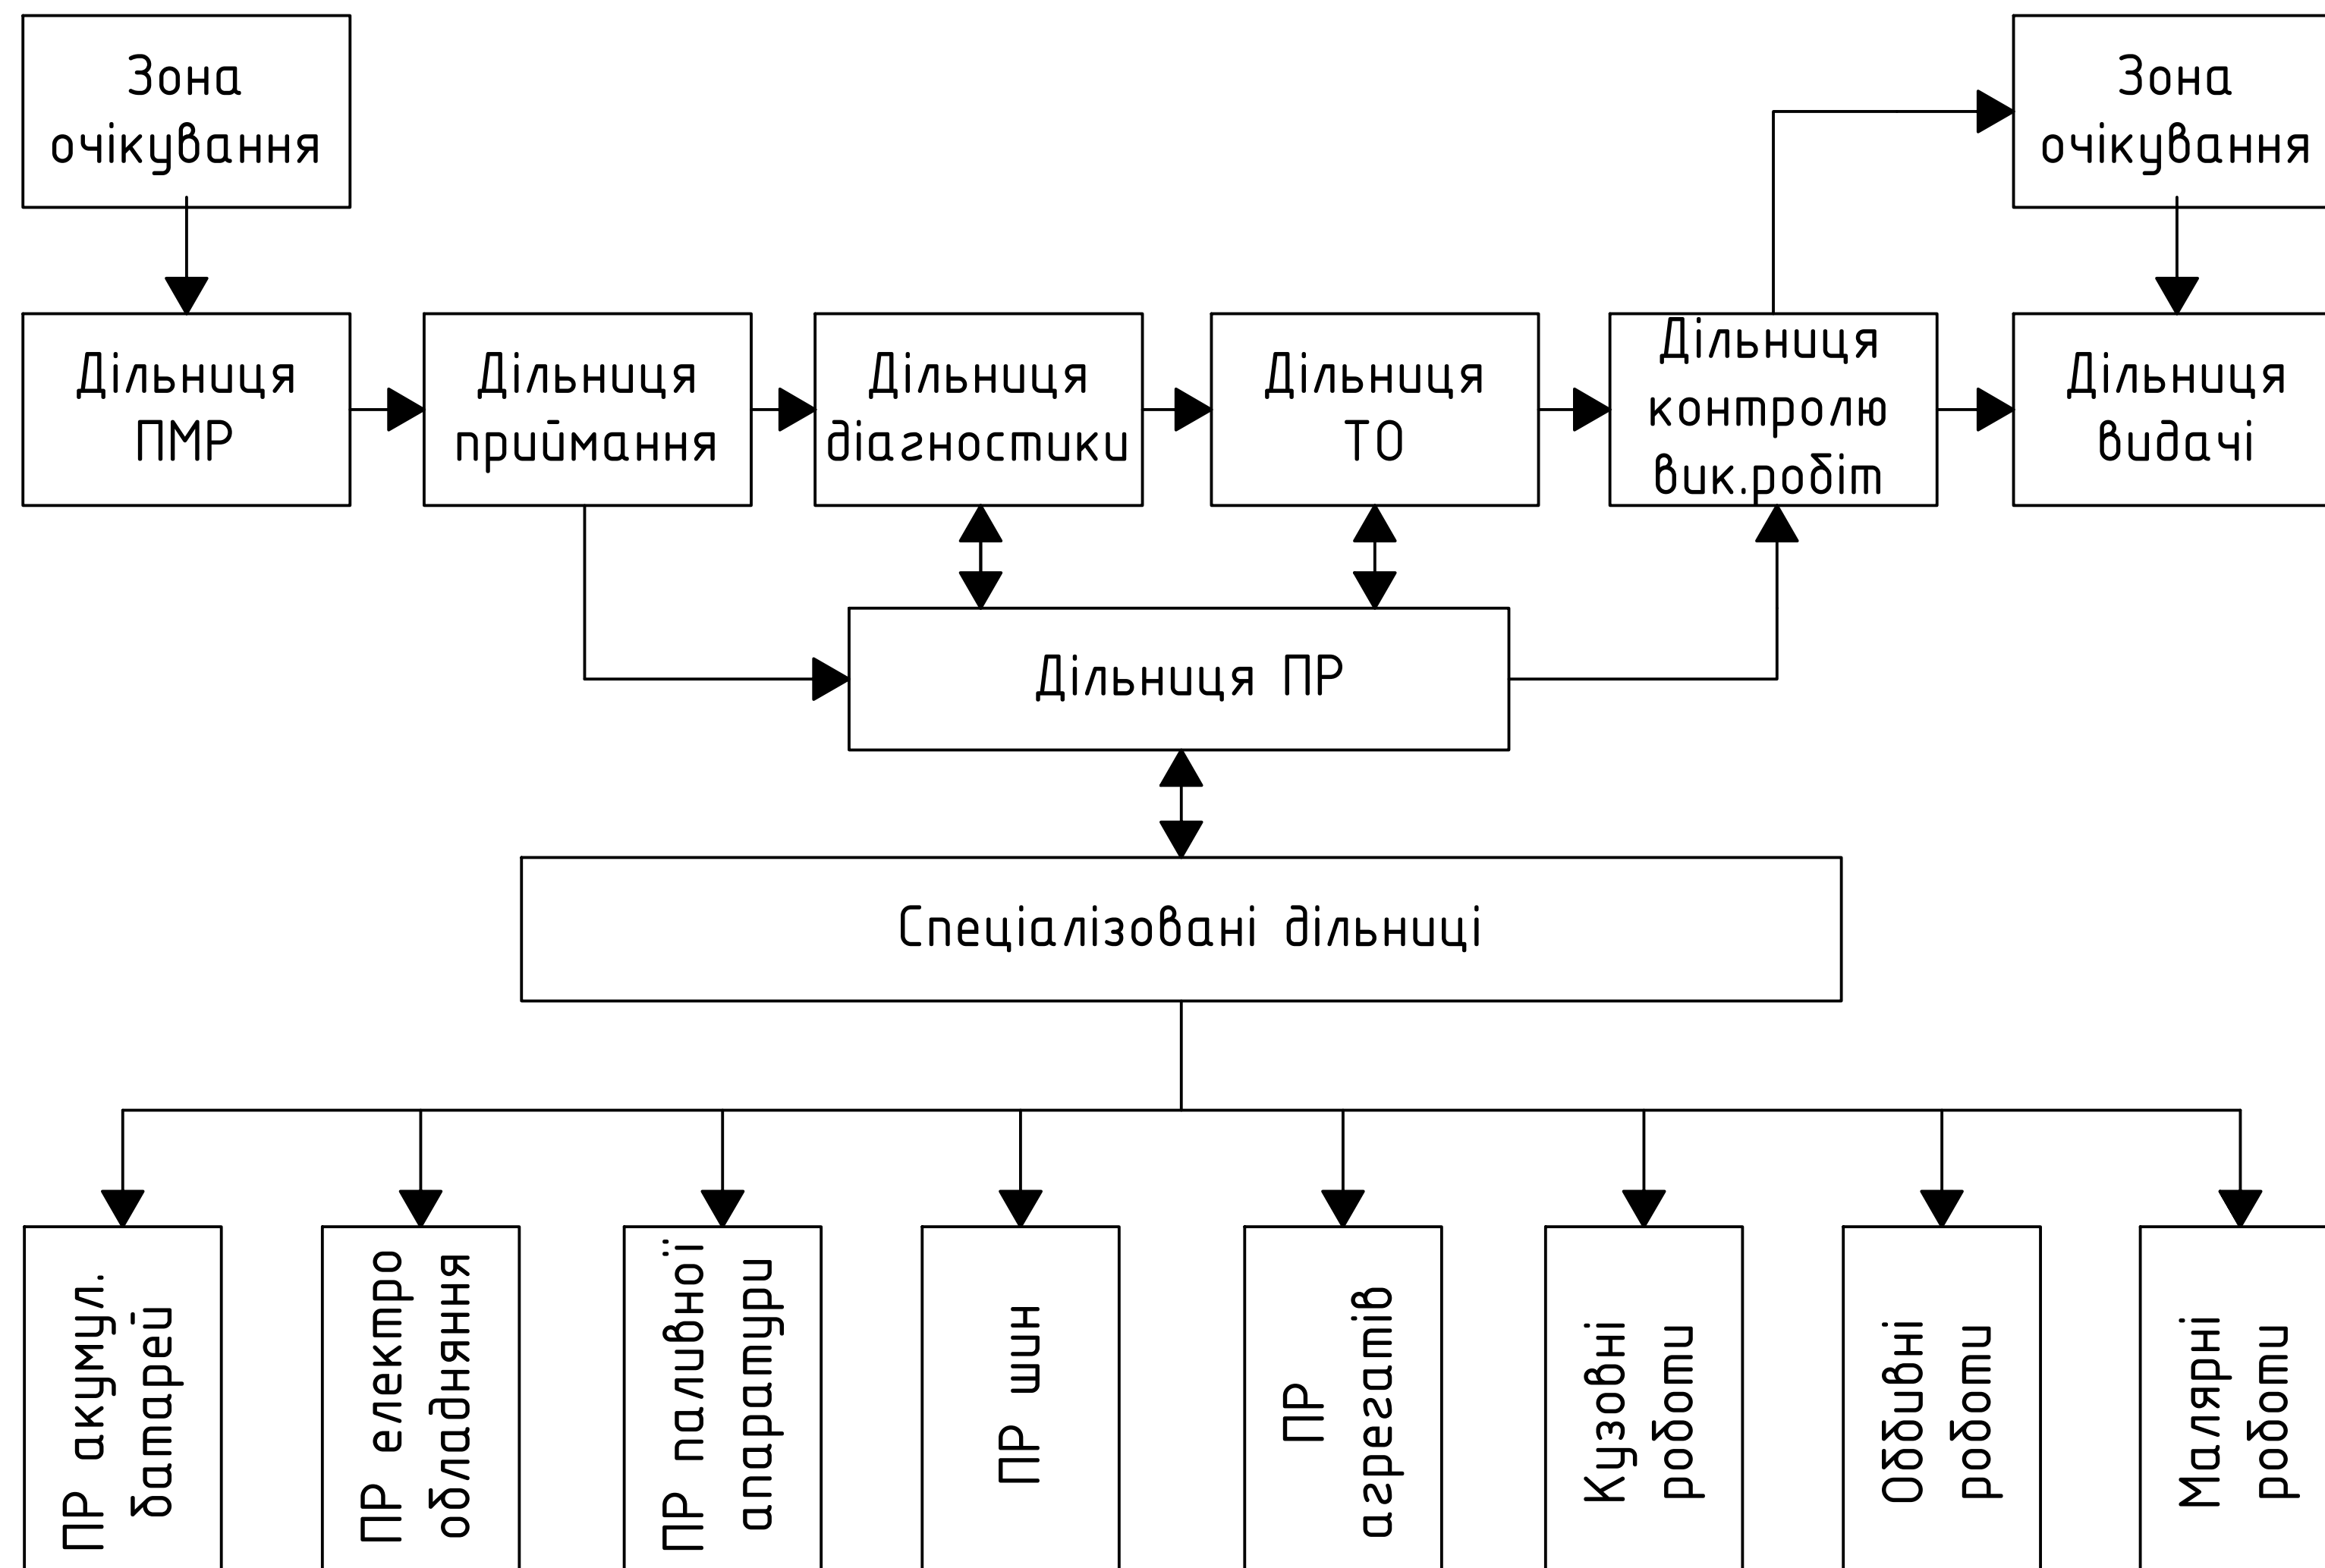 Зона
очікування
Зона
очікування
Дільниця
ПМР
Дільниця
приймання
Дільниця
діагностики
Дільниця
ТО
Дільниця
контролю
вик.робіт
Дільниця
видачі
Дільниця ПР
Спеціалізовані дільниці
ПР акумул.
батарей
ПР електро
обладняння
ПР паливної
апаратури
ПР шин
ПР
агрегатів
Кузовні
роботи
Оббивні
роботи
Малярні
роботи